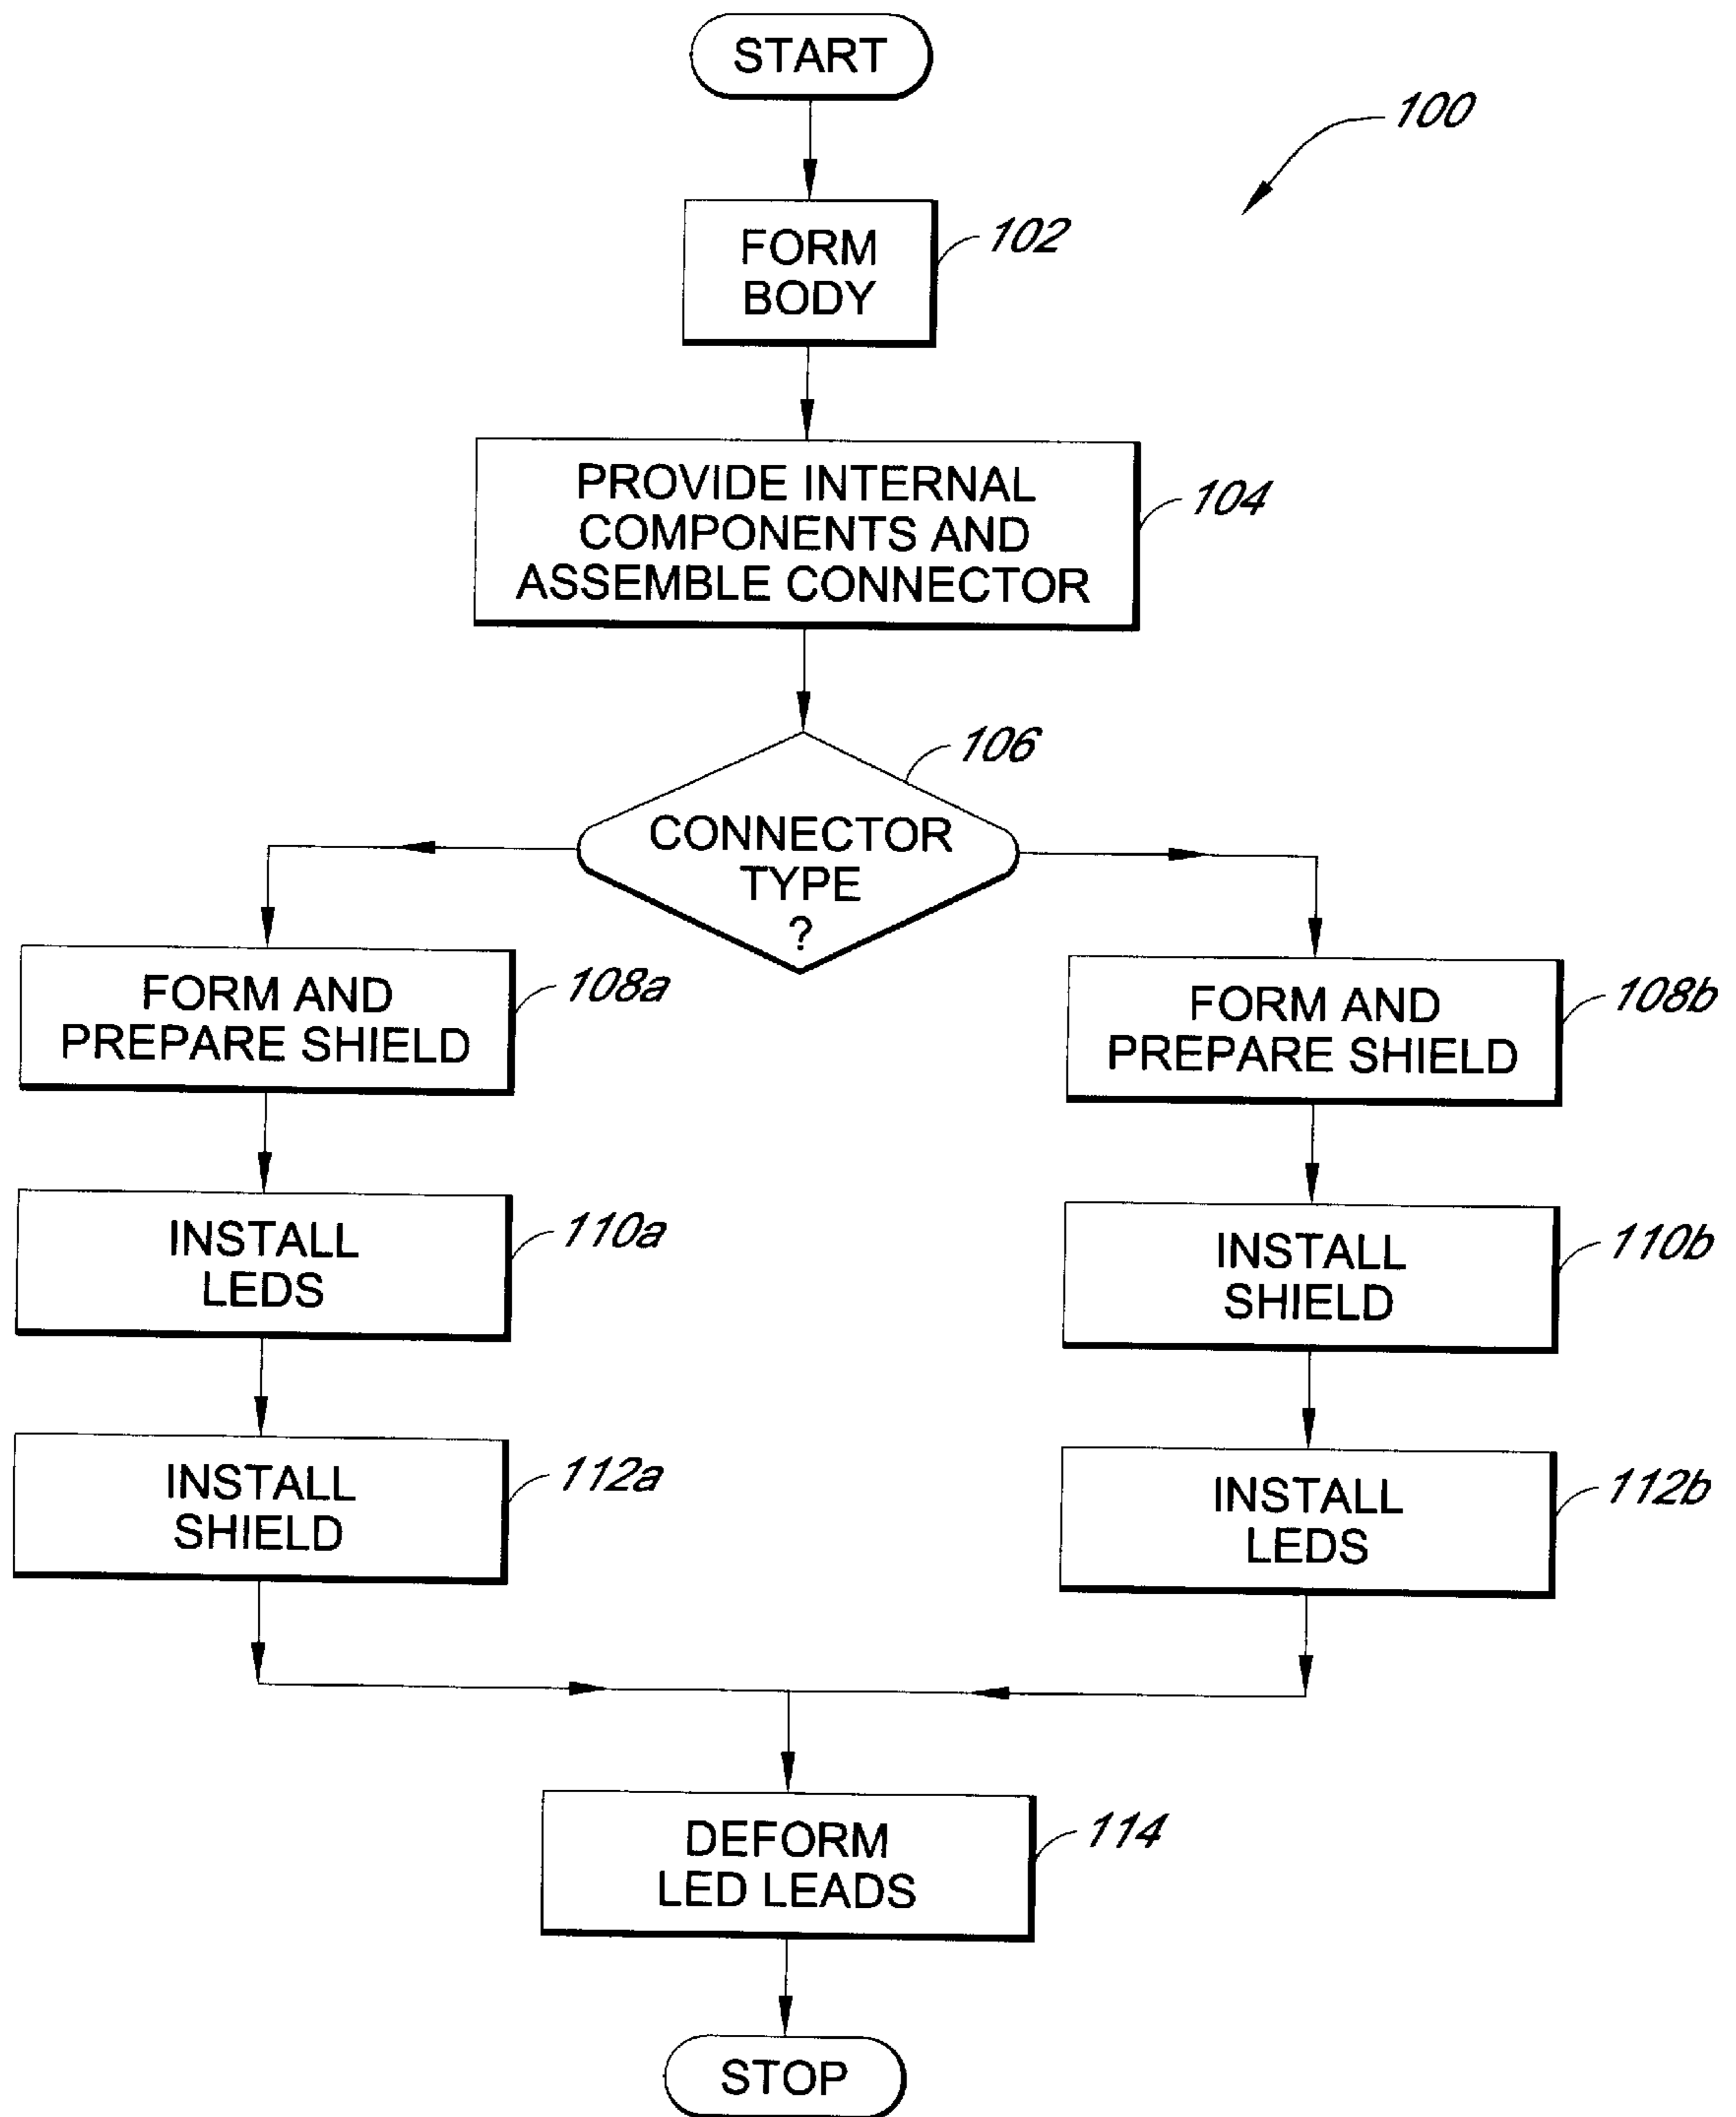 START
100
FORM
BODY
102
PROVIDE INTERNAL
COMPONENTS AND
ASSEMBLE CONNECTOR
104
106
CONNECTOR
TYPE
?
FORM AND
PREPARE SHIELD
108a
FORM AND
PREPARE SHIELD
108b
INSTALL
LEDS
110a
INSTALL
SHIELD
110b
INSTALL
SHIELD
112a
INSTALL
LEDS
112b
DEFORM
LED LEADS
114
STOP